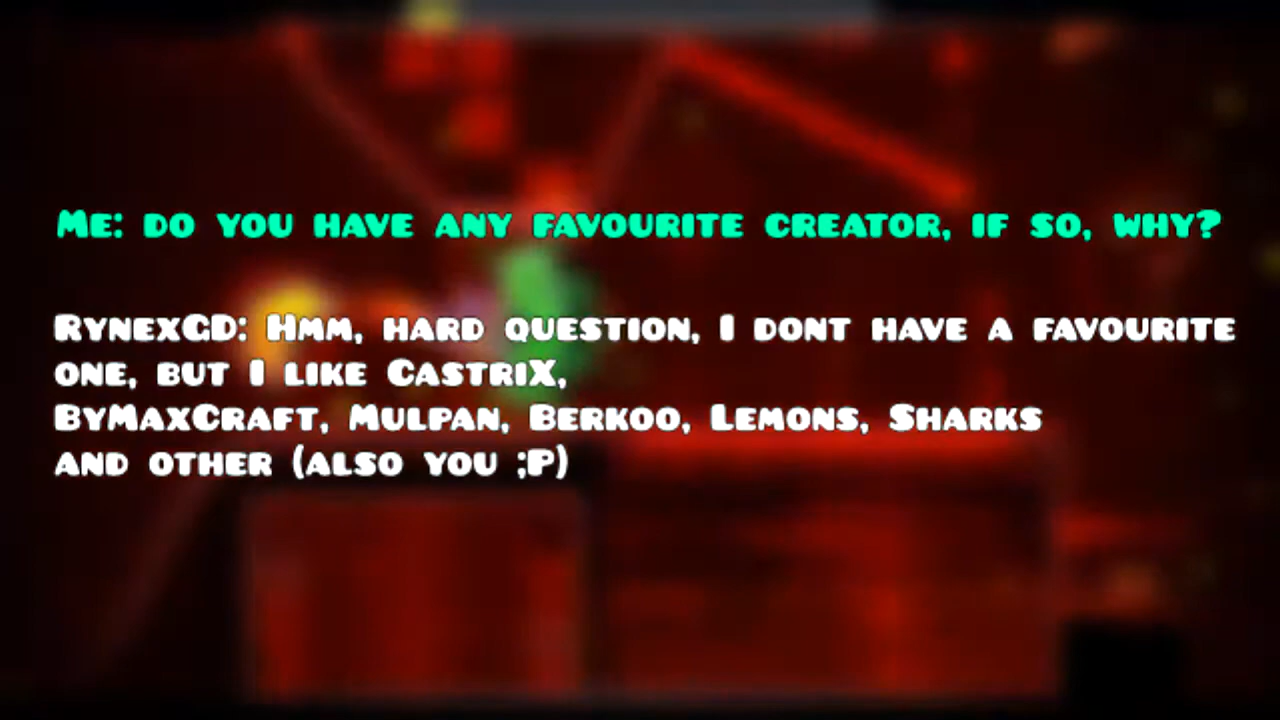 Me: do you have any favourite creator, if so, why?
RynexGD: Hmm, hard question, I dont have a favourite
one, but I like CastriX,
ByMaxCraft, Mulpan, Berkoo, Lemons, Sharks
and other (also you ;P)